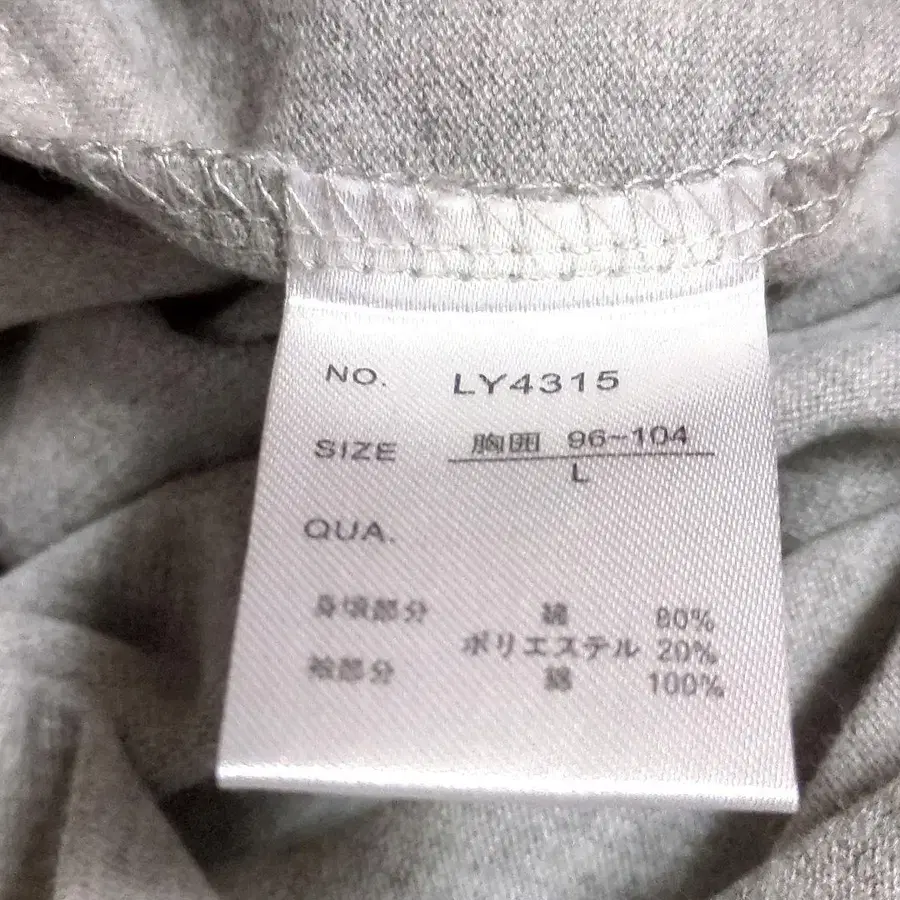 NO. LY4315
SIZE 胸囲 96-104
L
QUA.
身頃部分 綿 80%
ポリエステル 20%
袖部分 綿 100%